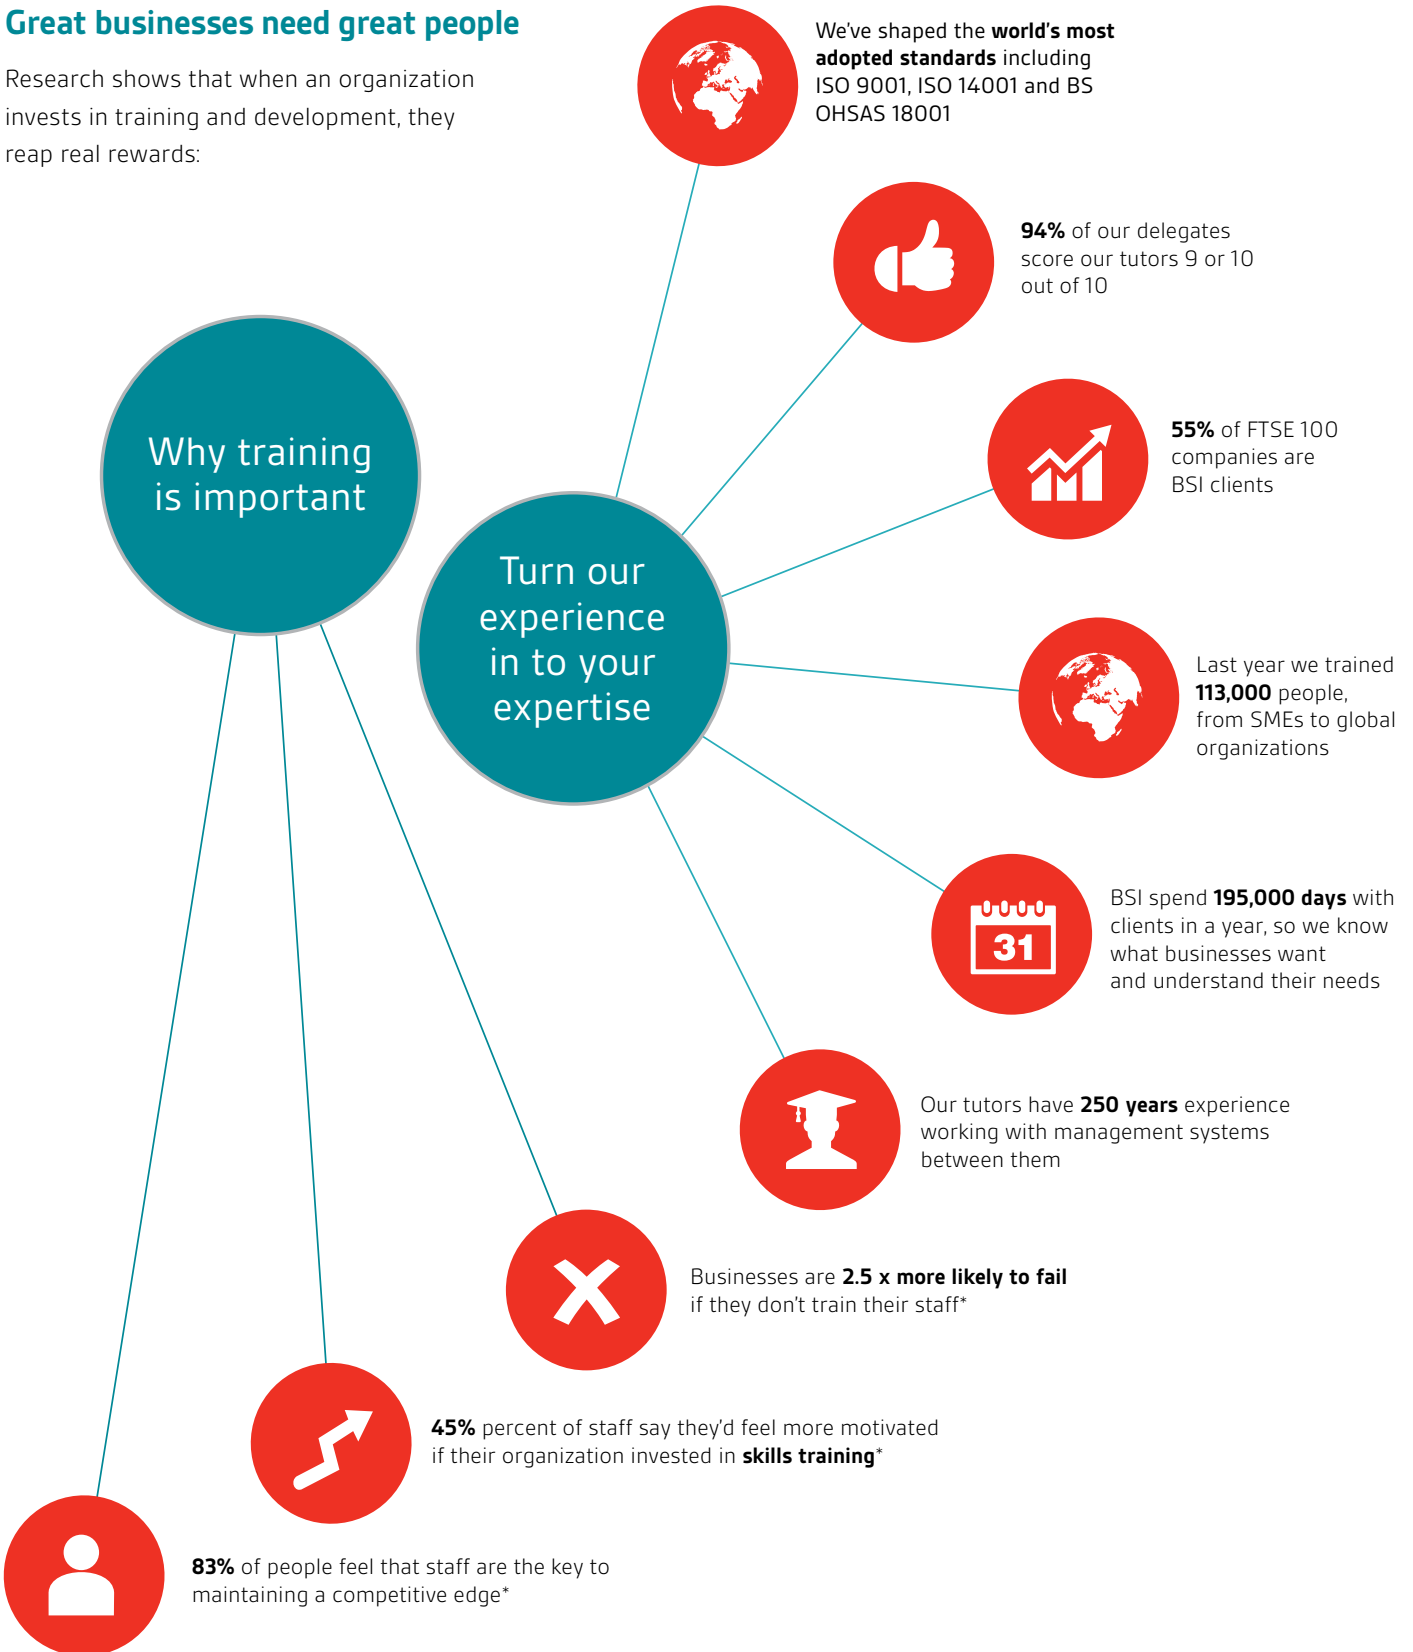 Great businesses need great people
Research shows that when an organization
invests in training and development, they
reap real rewards:
We've shaped the world's most
adopted standards including
ISO 9001, ISO 14001 and BS
OHSAS 18001
94% of our delegates
score our tutors 9 or 10
out of 10
55% of FTSE 100
companies are
BSI clients
Why training
is important
Turn our
experience
in to your
expertise
Last year we trained
113,000 people,
from SMEs to global
organizations
31
BSI spend 195,000 days with
clients in a year, so we know
what businesses want
and understand their needs
Our tutors have 250 years experience
working with management systems
between them
Businesses are 2.5 x more likely to fail
if they don't train their staff*
45% percent of staff say they'd feel more motivated
if their organization invested in skills training*
83% of people feel that staff are the key to
maintaining a competitive edge*